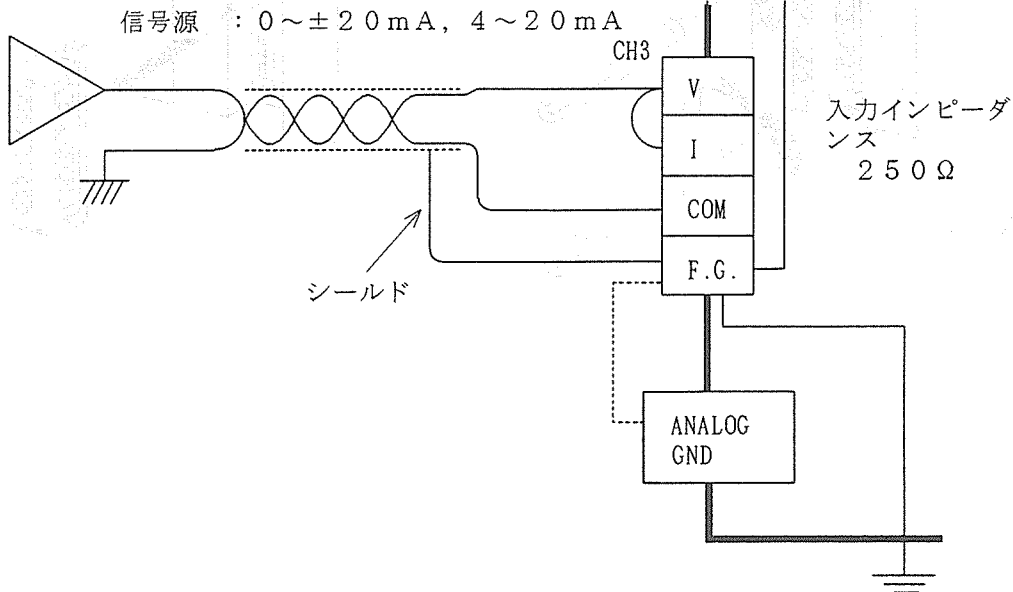 信号源 ：０～±２０ｍＡ，４～２０ｍＡ
CH3
V
I
COM
F.G.
入力インピーダ
ンス
２５０Ω
シールド
ANALOG
GND